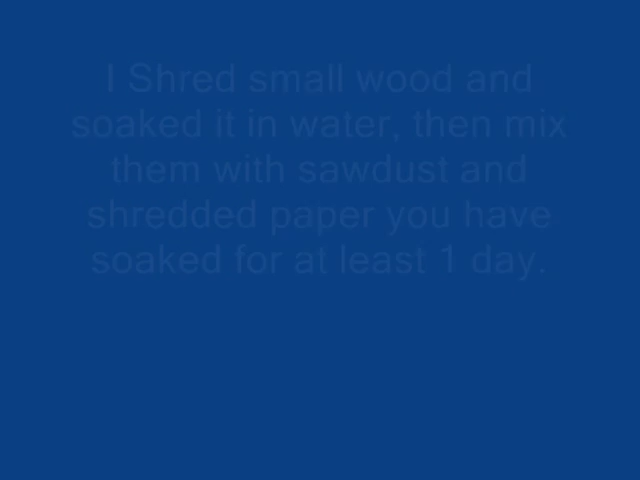 I Shred small wood and
soaked it in water, then mix
them with sawdust and
shredded paper you have
soaked for at least 1 day.